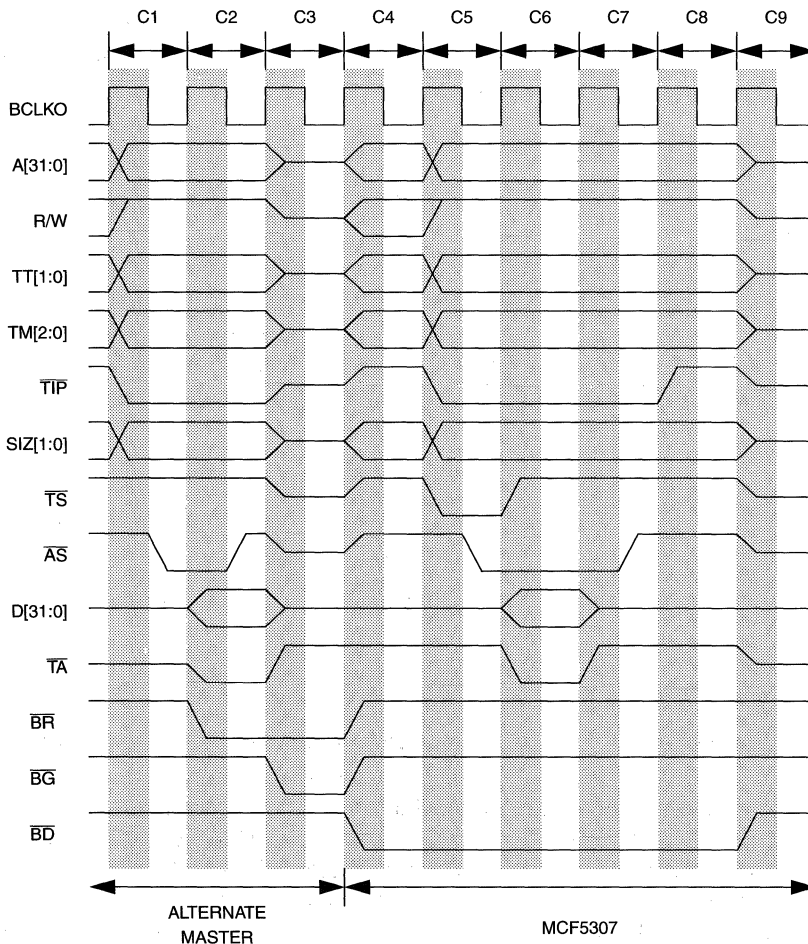 C1 C2 C3 C4 C5 C6 C7 C8 C9
BCLKO
A[31:0]
R/W
TT[1:0]
TM[2:0]
TIP
SIZ[1:0]
TS
AS
D[31:0]
TA
BR
BG
BD
ALTERNATE
MASTER
MCF5307